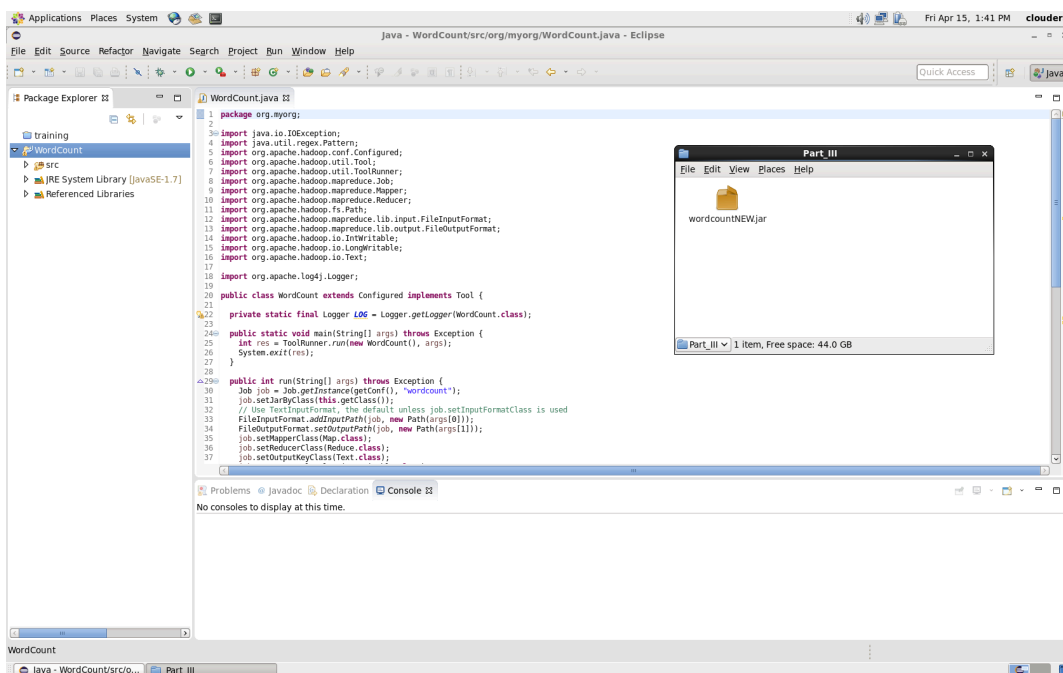 Applications Places System
Fri Apr 15, 1:41 PM clouder
Java - WordCount/src/org/myorg/WordCount.java - Eclipse
File Edit Source Refactor Navigate Search Project Run Window Help
Quick Access
Java
Package Explorer
training
WordCount
src
JRE System Library [JavaSE-1.7]
Referenced Libraries
WordCount.java
1 package org.myorg;
2
3 import java.io.IOException;
4 import java.util.regex.Pattern;
5 import org.apache.hadoop.conf.Configured;
6 import org.apache.hadoop.util.Tool;
7 import org.apache.hadoop.util.ToolRunner;
8 import org.apache.hadoop.mapreduce.Job;
9 import org.apache.hadoop.mapreduce.Mapper;
10 import org.apache.hadoop.mapreduce.Reducer;
11 import org.apache.hadoop.fs.Path;
12 import org.apache.hadoop.mapreduce.lib.input.FileInputFormat;
13 import org.apache.hadoop.mapreduce.lib.output.FileOutputFormat;
14 import org.apache.hadoop.io.IntWritable;
15 import org.apache.hadoop.io.LongWritable;
16 import org.apache.hadoop.io.Text;
17
18 import org.apache.log4j.Logger;
19
20 public class WordCount extends Configured implements Tool {
21
22 private static final Logger LOG = Logger.getLogger(WordCount.class);
23
24 public static void main(String[] args) throws Exception {
25 int res = ToolRunner.run(new WordCount(), args);
26 System.exit(res);
27 }
28
29 public int run(String[] args) throws Exception {
30 Job job = Job.getInstance(getConf(), "wordcount");
31 job.setJarByClass(this.getClass());
32 // Use TextInputFormat, the default unless job.setInputFormatClass is used
33 FileInputFormat.addInputPath(job, new Path(args[0]));
34 FileOutputFormat.setOutputPath(job, new Path(args[1]));
35 job.setMapperClass(Map.class);
36 job.setReducerClass(Reduce.class);
37 job.setOutputKeyClass(Text.class);
Part_III
File Edit View Places Help
wordcountNEW.jar
Part_III 1 item, Free space: 44.0 GB
Problems Javadoc Declaration Console
No consoles to display at this time.
WordCount
Java - WordCount/src/o... Part_III